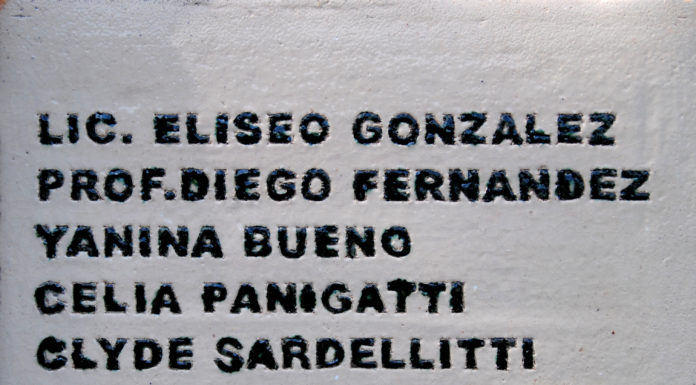 LIC. ELISEO GONZALEZ
PROF.DIEGO FERNANDEZ
YANINA BUENO
CELIA PANIGATTI
CLYDE SARDELLITTI